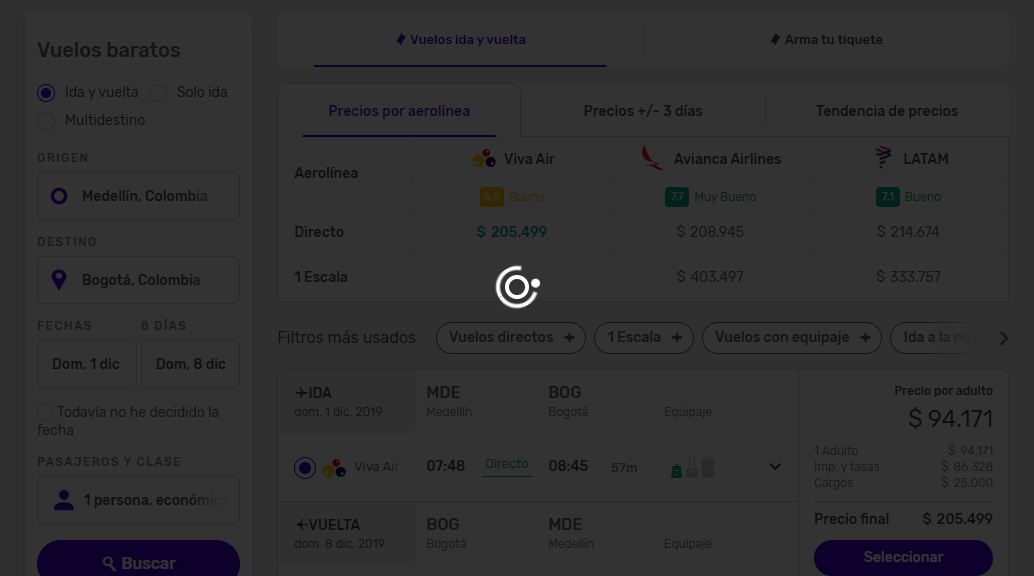 Vuelos baratos
Ida y vuelta
Solo ida
Multidestino
ORIGEN
Medellín, Colombia
DESTINO
Bogotá, Colombia
FECHAS
8 DÍAS
Dom, 1 dic
Dom, 8 dic
Todavía no he decidido la
fecha
PASAJEROS Y CLASE
1 persona, económica
Buscar
Vuelos ida y vuelta
Arma tu tiquete
Precios por aerolínea
Precios +/- 3 días
Tendencia de precios
Aerolínea
Viva Air
Avianca Airlines
LATAM
6,5 Bueno
7,7 Muy Bueno
7,1 Bueno
Directo
$ 205.499
$ 208.945
$ 214.674
1 Escala
$ 403.497
$ 333.757
Filtros más usados
Vuelos directos +
1 Escala +
Vuelos con equipaje +
Ida a la
IDA
dom. 1 dic. 2019
MDE
Medellín
BOG
Bogotá
Equipaje
Viva Air
07:48
Directo
08:45
57m
VUELTA
dom. 8 dic. 2019
BOG
Bogotá
MDE
Medellín
Equipaje
Precio por adulto
$ 94.171
1 Adulto $ 94.171
Imp. y tasas $ 86.328
Cargos $ 25.000
Precio final $ 205.499
Seleccionar